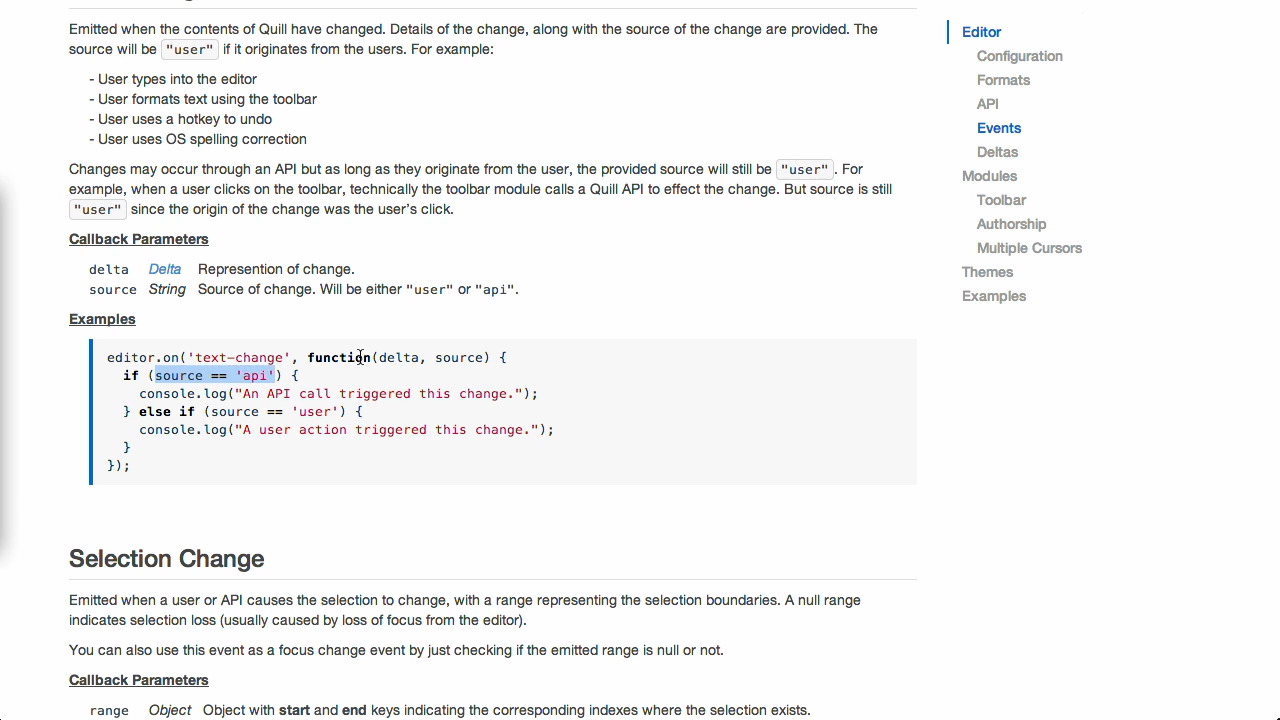 Emitted when the contents of Quill have changed. Details of the change, along with the source of the change are provided. The
source will be "user" if it originates from the users. For example:
- User types into the editor
- User formats text using the toolbar
- User uses a hotkey to undo
- User uses OS spelling correction
Changes may occur through an API but as long as they originate from the user, the provided source will still be "user". For
example, when a user clicks on the toolbar, technically the toolbar module calls a Quill API to effect the change. But source is still
"user" since the origin of the change was the user's click.
Callback Parameters
delta Delta Represention of change.
source String Source of change. Will be either "user" or "api".
Examples
editor.on('text-change', function(delta, source) {
if (source == 'api') {
console.log("An API call triggered this change.");
} else if (source == 'user') {
console.log("A user action triggered this change.");
}
});
Selection Change
Emitted when a user or API causes the selection to change, with a range representing the selection boundaries. A null range
indicates selection loss (usually caused by loss of focus from the editor).
You can also use this event as a focus change event by just checking if the emitted range is null or not.
Callback Parameters
range Object Object with start and end keys indicating the corresponding indexes where the selection exists.
Editor
Configuration
Formats
API
Events
Deltas
Modules
Toolbar
Authorship
Multiple Cursors
Themes
Examples